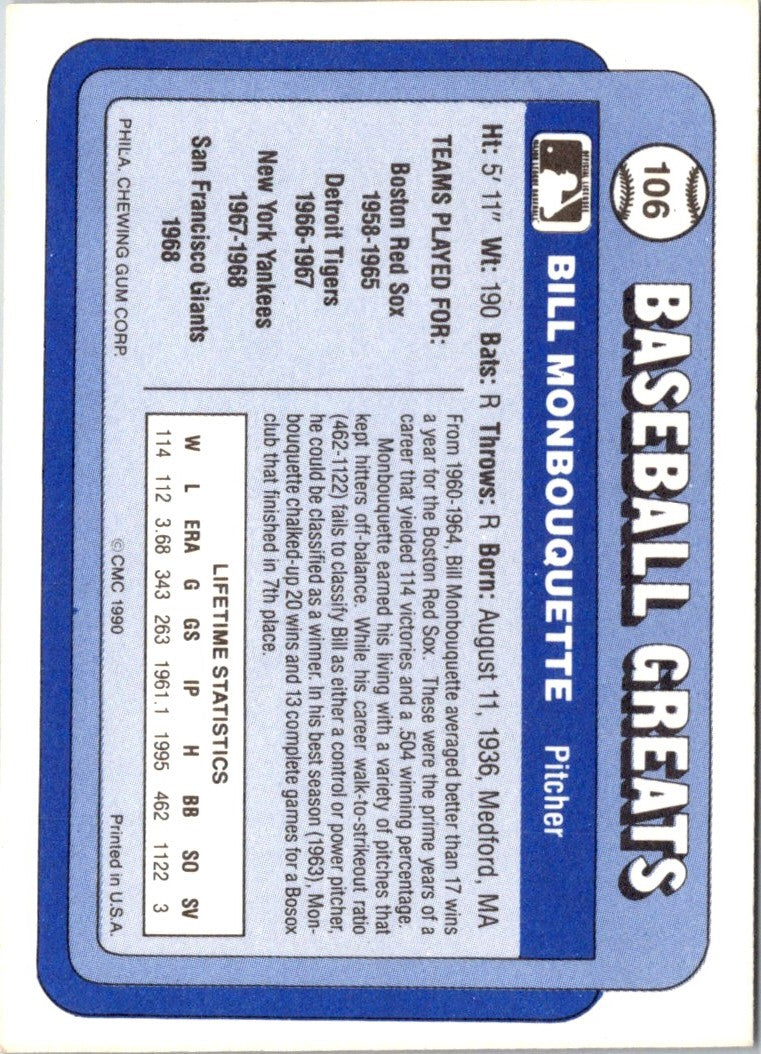 106
BASEBALL GREATS
BILL MONBOUQUETTE Pitcher
Ht: 5' 11" Wt: 190 Bats: R Throws: R Born: August 11, 1936, Medford, MA
TEAMS PLAYED FOR:
Boston Red Sox
1958-1965
Detroit Tigers
1966-1967
New York Yankees
1967-1968
San Francisco Giants
1968
From 1960-1964, Bill Monbouquette averaged better than 17 wins
a year for the Boston Red Sox. These were the prime years of a
career that yielded 114 victories and a .504 winning percentage.
Monbouquette earned his living with a variety of pitches that
kept hitters off-balance. While his career walk-to-strikeout ratio
(462-1122) fails to classify Bill as either a control or power pitcher,
he could be classified as a winner. In his best season (1963), Mon-
bouquette chalked-up 20 wins and 13 complete games for a Bosox
club that finished in 7th place.
LIFETIME STATISTICS
W L ERA G GS IP H BB SO SV
114 112 3.68 343 263 1961.1 1995 462 1122 3
PHILA. CHEWING GUM CORP. ©CMC 1990 Printed in U.S.A.